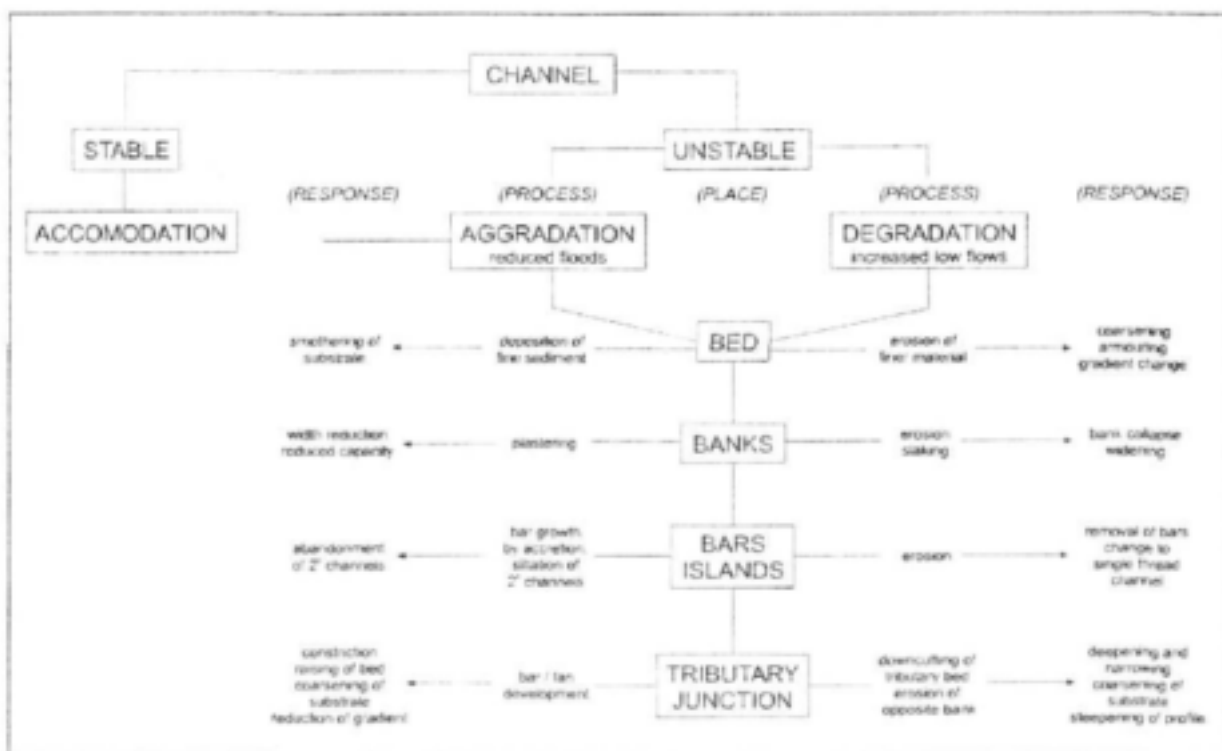 CHANNEL
STABLE
UNSTABLE
(RESPONSE)
(PROCESS)
(PLACE)
(PROCESS)
(RESPONSE)
ACCOMODATION
AGGRADATION
reduced floods
DEGRADATION
increased low flows
smothering of
substrate
deposition of
fine sediment
BED
erosion of
finer material
coarsening
armouring
gradient change
width reduction
reduced capacity
plastering
BANKS
erosion
slaking
bank collapse
widening
abandonment
of 2° channels
bar growth
by accretion
siltation of
2° channels
BARS
ISLANDS
erosion
removal of bars
change to
single thread
channel
constriction
raising of bed
coarsening of
substrate
reduction of gradient
bar / fan
development
TRIBUTARY
JUNCTION
downcutting of
tributary bed
erosion of
opposite bank
deepening and
narrowing
coarsening of
substrate
steepening of profile